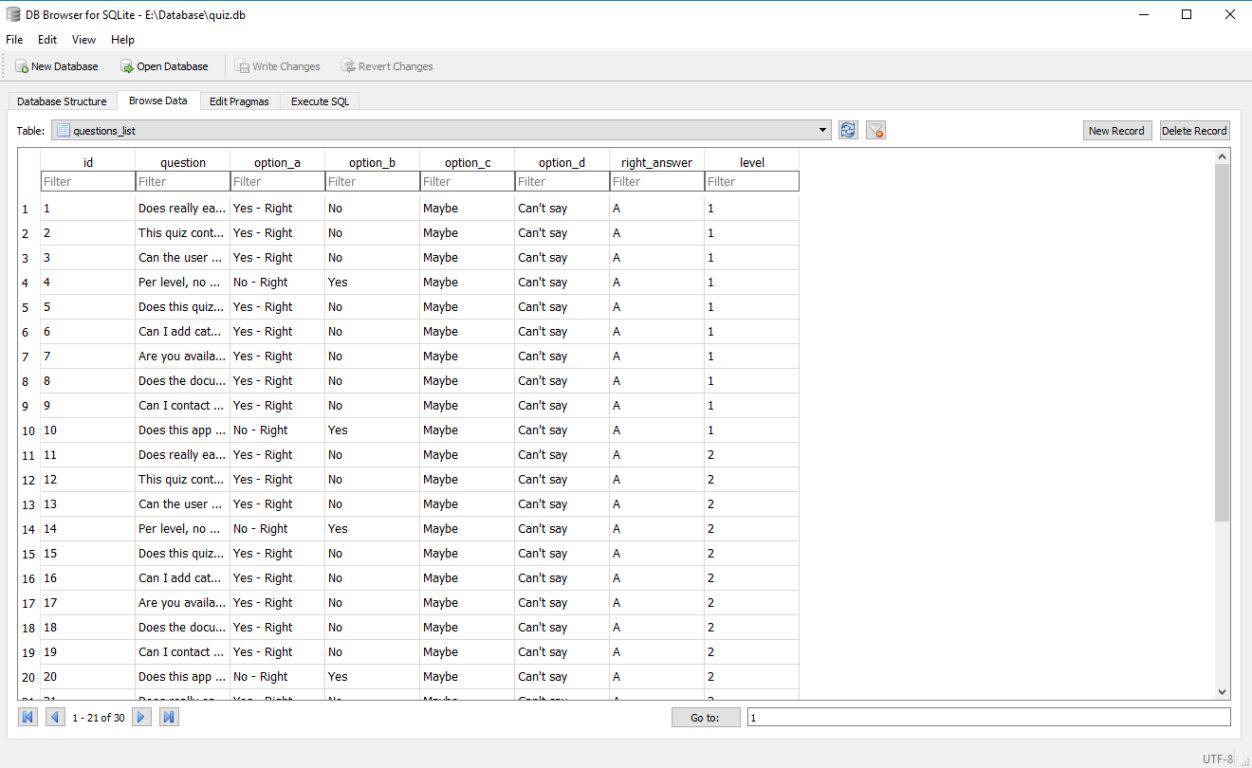 DB Browser for SQLite - E:\Database\quiz.db
File Edit View Help
New Database Open Database Write Changes Revert Changes
Database Structure Browse Data Edit Pragmas Execute SQL
Table: questions_list New Record Delete Record
id question option_a option_b option_c option_d right_answer level
Filter Filter Filter Filter Filter Filter Filter Filter
1 1 Does really ea... Yes - Right No Maybe Can't say A 1
2 2 This quiz cont... Yes - Right No Maybe Can't say A 1
3 3 Can the user ... Yes - Right No Maybe Can't say A 1
4 4 Per level, no ... No - Right Yes Maybe Can't say A 1
5 5 Does this quiz... Yes - Right No Maybe Can't say A 1
6 6 Can I add cat... Yes - Right No Maybe Can't say A 1
7 7 Are you availa... Yes - Right No Maybe Can't say A 1
8 8 Does the docu... Yes - Right No Maybe Can't say A 1
9 9 Can I contact ... Yes - Right No Maybe Can't say A 1
10 10 Does this app ... No - Right Yes Maybe Can't say A 1
11 11 Does really ea... Yes - Right No Maybe Can't say A 2
12 12 This quiz cont... Yes - Right No Maybe Can't say A 2
13 13 Can the user ... Yes - Right No Maybe Can't say A 2
14 14 Per level, no ... No - Right Yes Maybe Can't say A 2
15 15 Does this quiz... Yes - Right No Maybe Can't say A 2
16 16 Can I add cat... Yes - Right No Maybe Can't say A 2
17 17 Are you availa... Yes - Right No Maybe Can't say A 2
18 18 Does the docu... Yes - Right No Maybe Can't say A 2
19 19 Can I contact ... Yes - Right No Maybe Can't say A 2
20 20 Does this app ... No - Right Yes Maybe Can't say A 2
1 - 21 of 30 Go to: 1
UTF-8